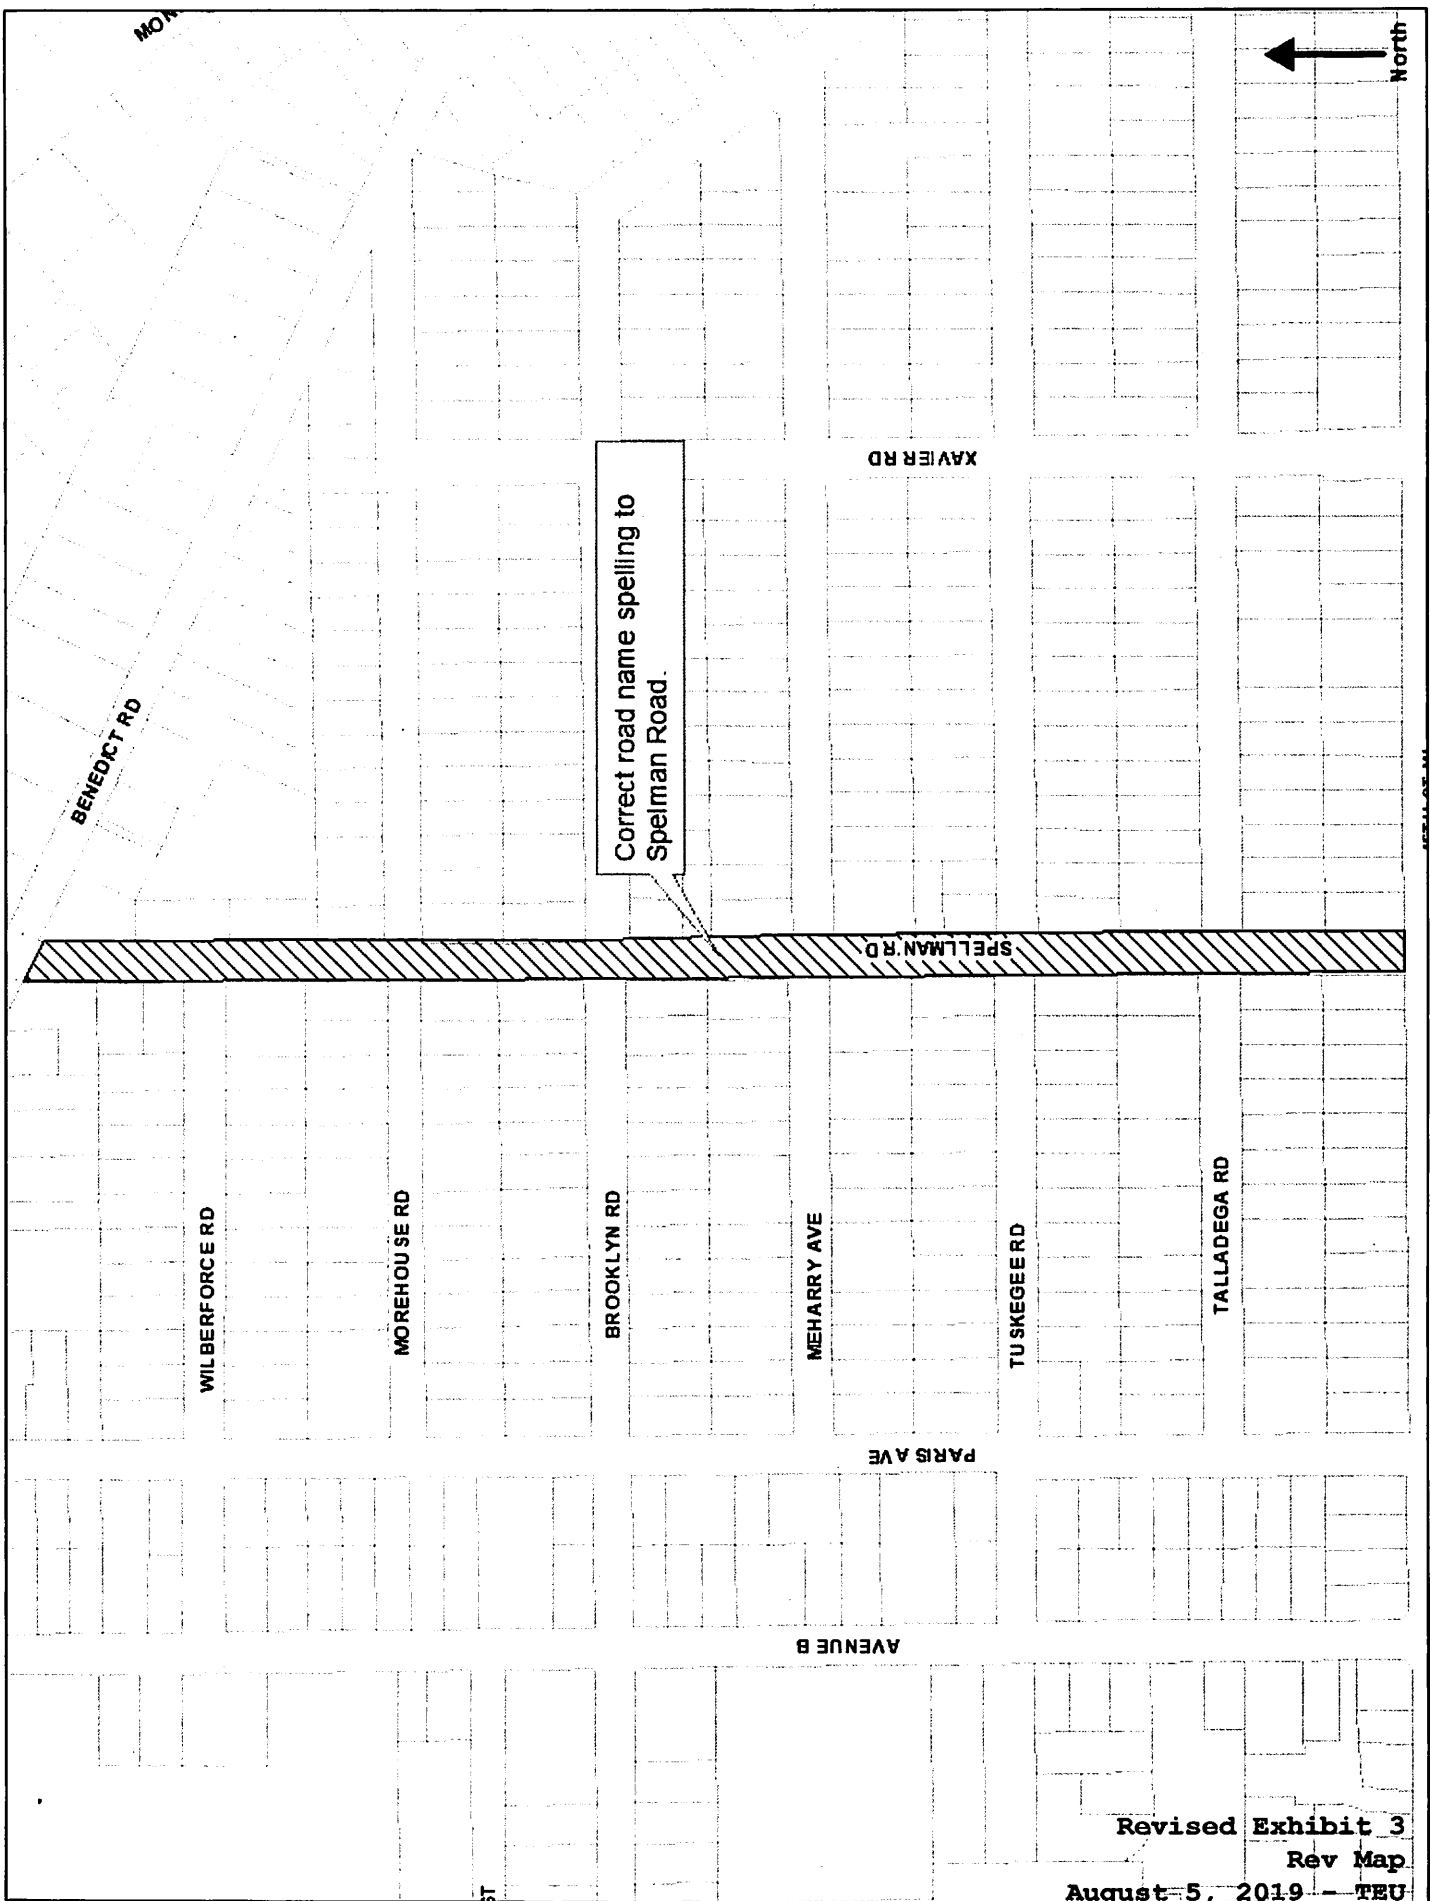 North
BENEDICT RD
XAVIER RD
Correct road name spelling to
Spelman Road.
SPELLMAN RD
WILBERFORCE RD
MOREHOUSE RD
BROOKLYN RD
MEHARRY AVE
TUSKEGEE RD
TALLADEGA RD
PARIS AVE
AVENUE B
ST
Revised Exhibit 3
Rev Map
August 5, 2019 - TEU